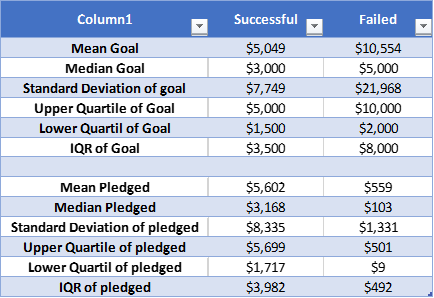 Column1 Successful Failed
Mean Goal $5,049 $10,554
Median Goal $3,000 $5,000
Standard Deviation of goal $7,749 $21,968
Upper Quartile of Goal $5,000 $10,000
Lower Quartil of Goal $1,500 $2,000
IQR of Goal $3,500 $8,000
Mean Pledged $5,602 $559
Median Pledged $3,168 $103
Standard Deviation of pledged $8,335 $1,331
Upper Quartile of pledged $5,699 $501
Lower Quartil of pledged $1,717 $9
IQR of pledged $3,982 $492